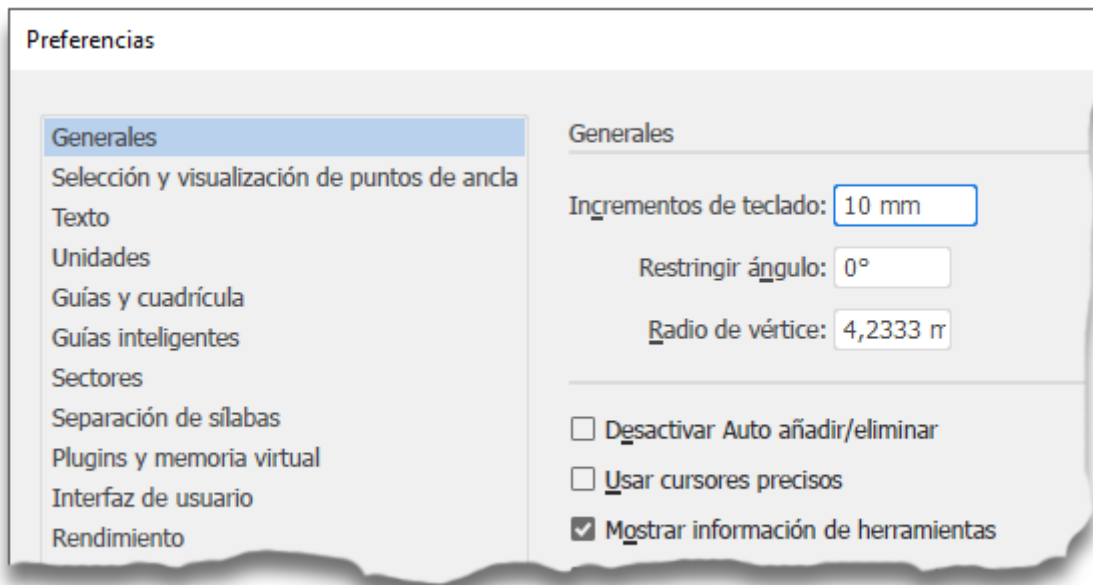 Preferencias
Generales
Selección y visualización de puntos de ancla
Texto
Unidades
Guías y cuadrícula
Guías inteligentes
Sectores
Separación de sílabas
Plugins y memoria virtual
Interfaz de usuario
Rendimiento
Generales
Incrementos de teclado: 10 mm
Restringir ángulo: 0°
Radio de vértice: 4,2333 m
Desactivar Auto añadir/eliminar
Usar cursores precisos
Mostrar información de herramientas